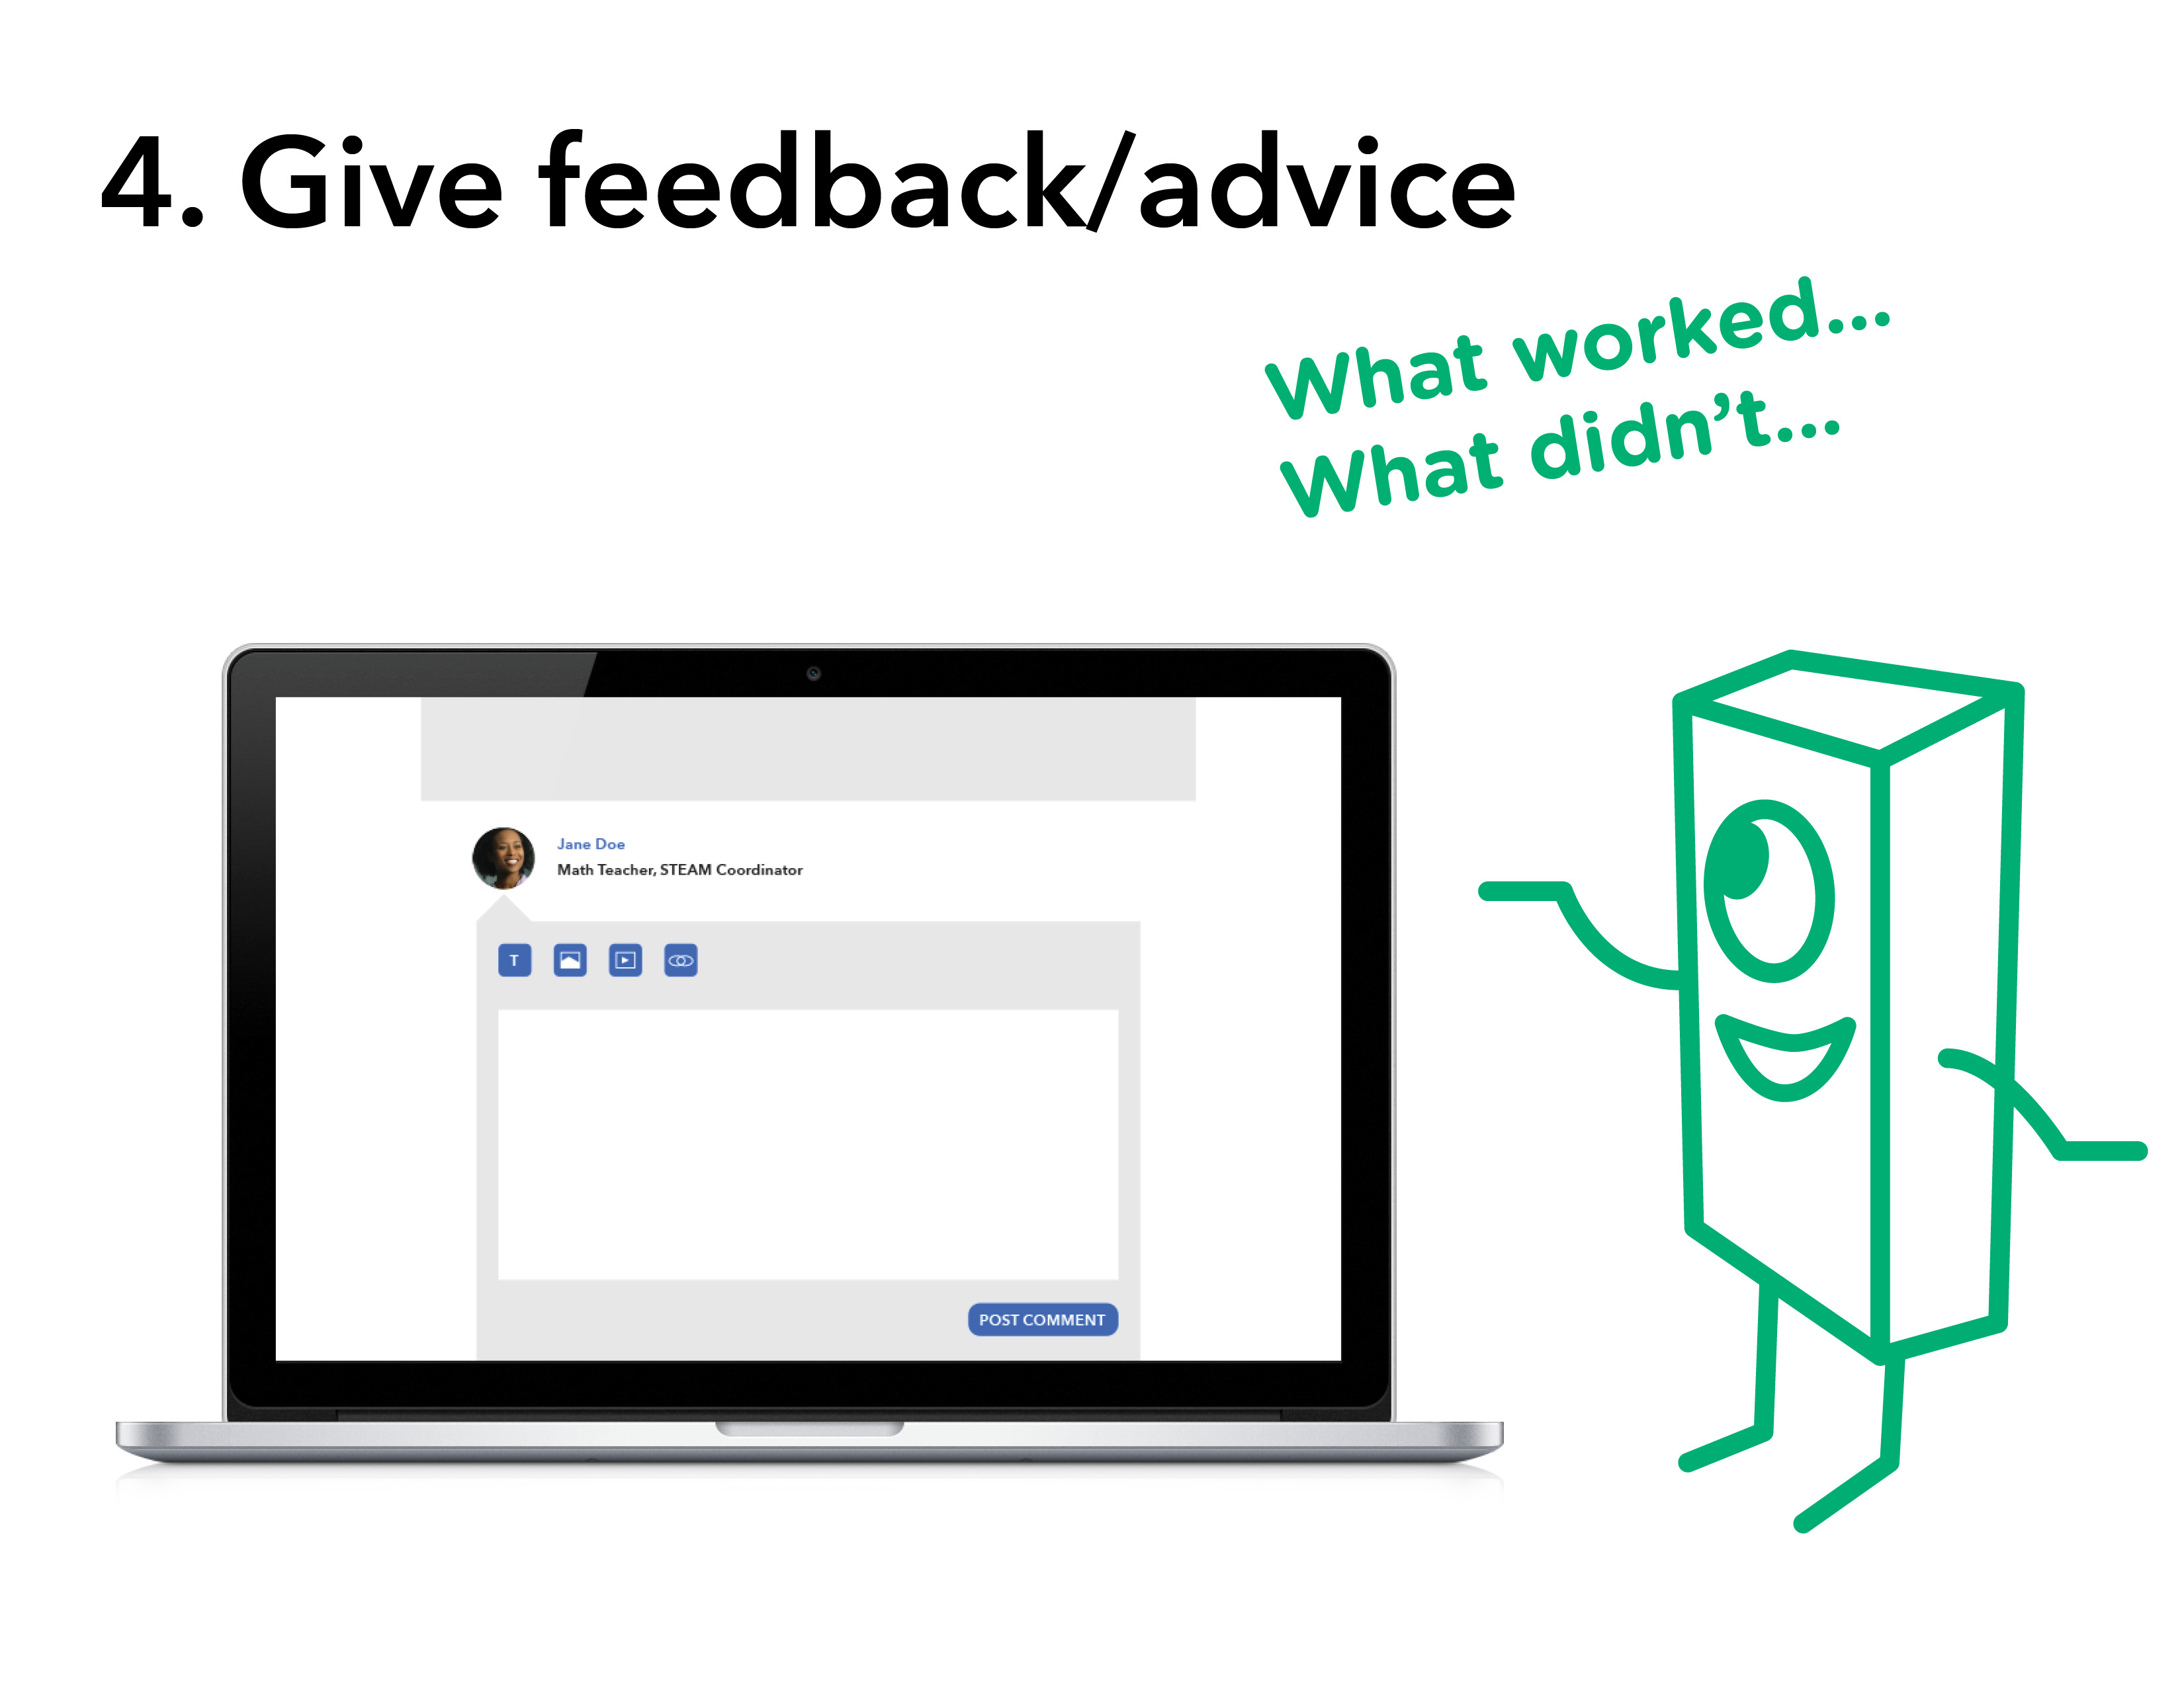 4. Give feedback/advice
What worked...
What didn't...
Jane Doe
Math Teacher, STEAM Coordinator
T
POST COMMENT